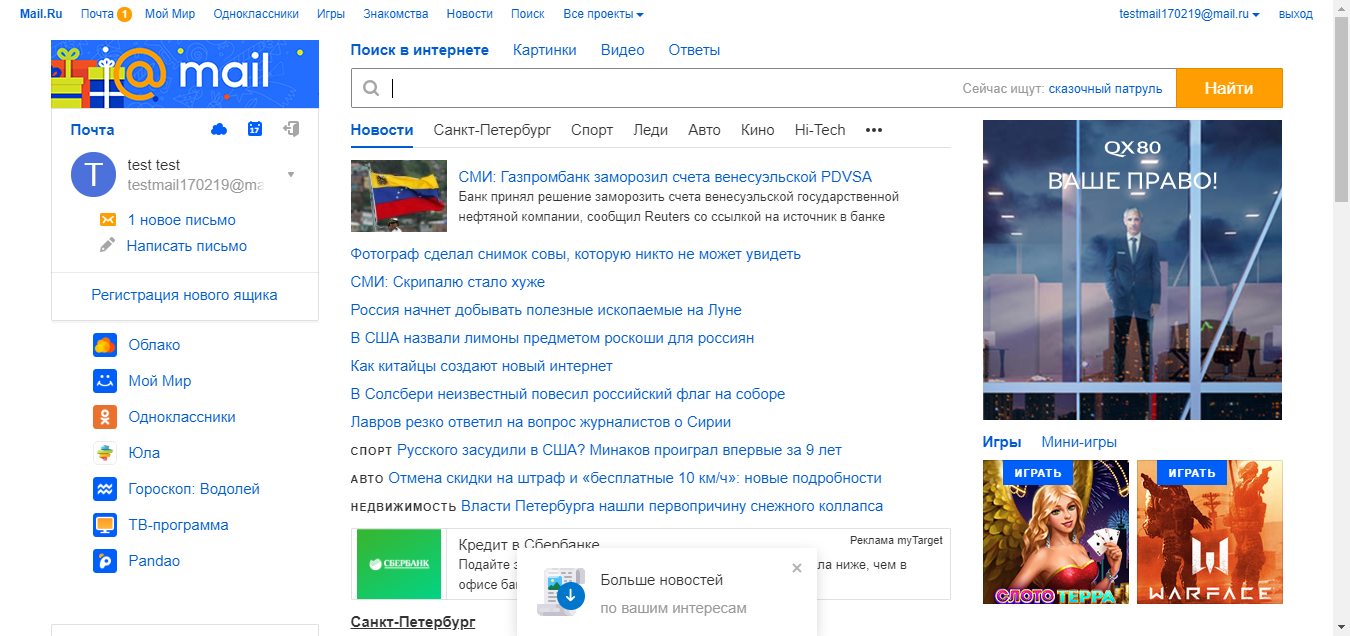 Mail.Ru Почта 1 Мой Мир Одноклассники Игры Знакомства Новости Поиск Все проекты testmail170219@mail.ru выход
@mail
Почта 17
T
test test
testmail170219@ma
1 новое письмо
Написать письмо
Регистрация нового ящика
Облако
Мой Мир
Одноклассники
Юла
Гороскоп: Водолей
ТВ-программа
Pandao
Поиск в интернете Картинки Видео Ответы
Сейчас ищут: сказочный патруль Найти
Новости Санкт-Петербург Спорт Леди Авто Кино Hi-Tech •••
СМИ: Газпромбанк заморозил счета венесуэльской PDVSA
Банк принял решение заморозить счета венесуэльской государственной
нефтяной компании, сообщил Reuters со ссылкой на источник в банке
Фотограф сделал снимок совы, которую никто не может увидеть
СМИ: Скрипалю стало хуже
Россия начнет добывать полезные ископаемые на Луне
В США назвали лимоны предметом роскоши для россиян
Как китайцы создают новый интернет
В Солсбери неизвестный повесил российский флаг на соборе
Лавров резко ответил на вопрос журналистов о Сирии
СПОРТ Русского засудили в США? Минаков проиграл впервые за 9 лет
АВТО Отмена скидки на штраф и «бесплатные 10 км/ч»: новые подробности
НЕДВИЖИМОСТЬ Власти Петербурга нашли первопричину снежного коллапса
СБЕРБАНК
Кредит в Сбербанке
Реклама myTarget
Подайте ла ниже, чем в
офисе
Больше новостей
по вашим интересам
Санкт-Петербург
QX80
ВАШЕ ПРАВО!
Игры Мини-игры
ИГРАТЬ
СЛОТО ТЕРРА
ИГРАТЬ
WARFACE